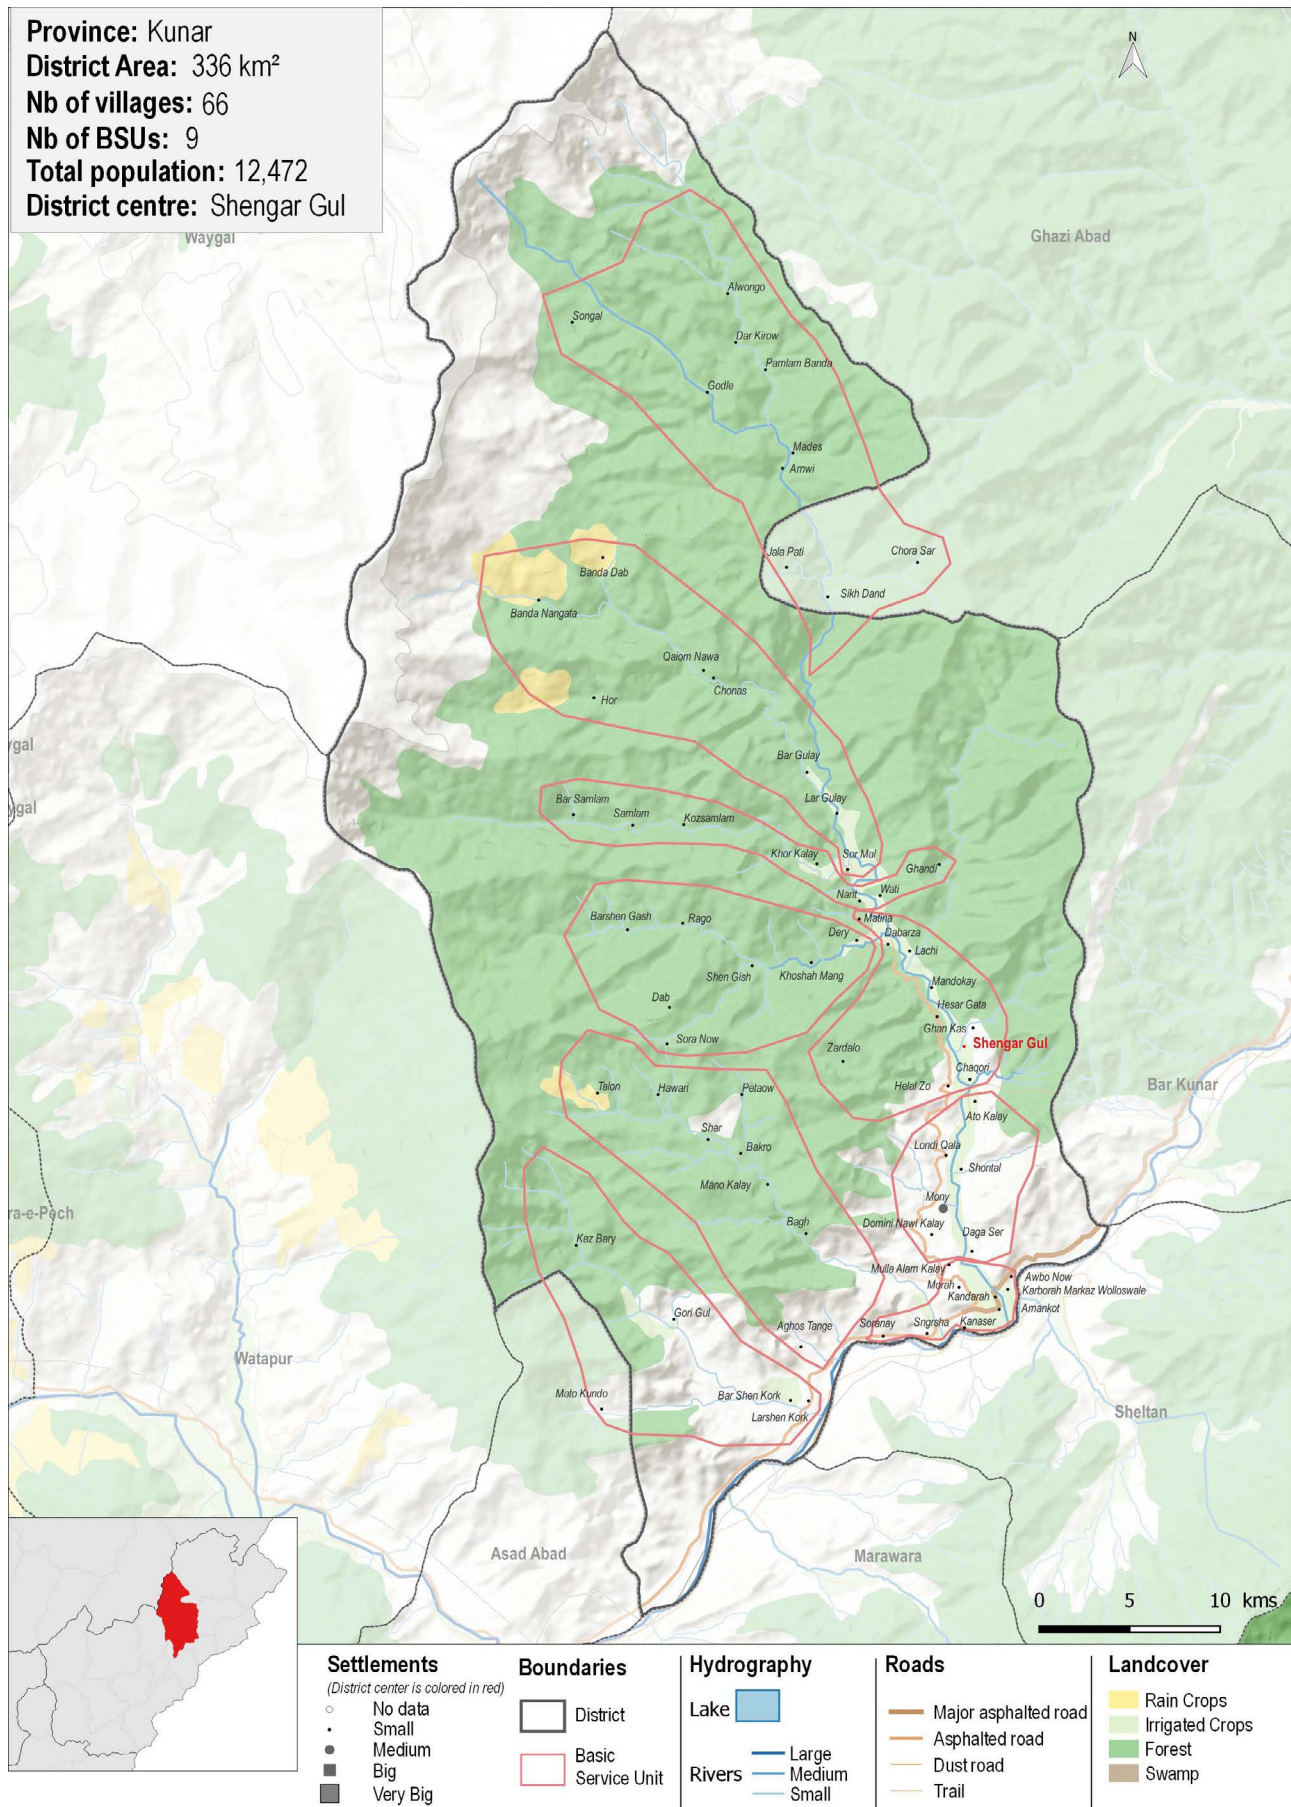 Province: Kunar
District Area: 336 km²
Nb of villages: 66
Nb of BSUs: 9
Total population: 12,472
District centre: Shengar Gul
N
Waygal
Ghazi Abad
Alwongo
Songal
Dar Kirow
Pamlam Banda
Godle
Mades
Amwi
Jala Pati
Chora Sar
Banda Dab
Sikh Dand
Banda Nangata
Qaiom Nawa
Chonas
Hor
ygal
Bar Gulay
ygal
Bar Samlam
Samlam
Kozsamlam
Lar Gulay
Khor Kalay
Sor Mal
Ghandi
Narit
Wati
Barshen Gash
Rago
Matina
Dery
Dabarza
Lachi
Shen Gish
Khoshah Mang
Mandokay
Dab
Hesar Gata
Ghan Kas
Sora Now
Zardalo
Shengar Gul
Chaqori
Helal Zo
Bar Kunar
Talon
Hawari
Petaow
Ato Kalay
Shar
Bakro
Londi Qala
Shontal
Mano Kalay
Mony
ra-e-Pech
Bagh
Domini Nawi Kalay
Daga Ser
Kaz Bary
Mulla Alam Kalay
Awbo Now
Morah
Karborah Markaz Wolloswale
Kandarah
Amankot
Gori Gul
Aghos Tange
Soranay
Sngrsha
Kanaser
Watapur
Mato Kundo
Bar Shen Kork
Larshen Kork
Sheltan
Asad Abad
Marawara
0 5 10 kms
Settlements
(District center is colored in red)
No data
Small
Medium
Big
Very Big
Boundaries
District
Basic
Service Unit
Hydrography
Lake
Rivers
Large
Medium
Small
Roads
Major asphalted road
Asphalted road
Dust road
Trail
Landcover
Rain Crops
Irrigated Crops
Forest
Swamp